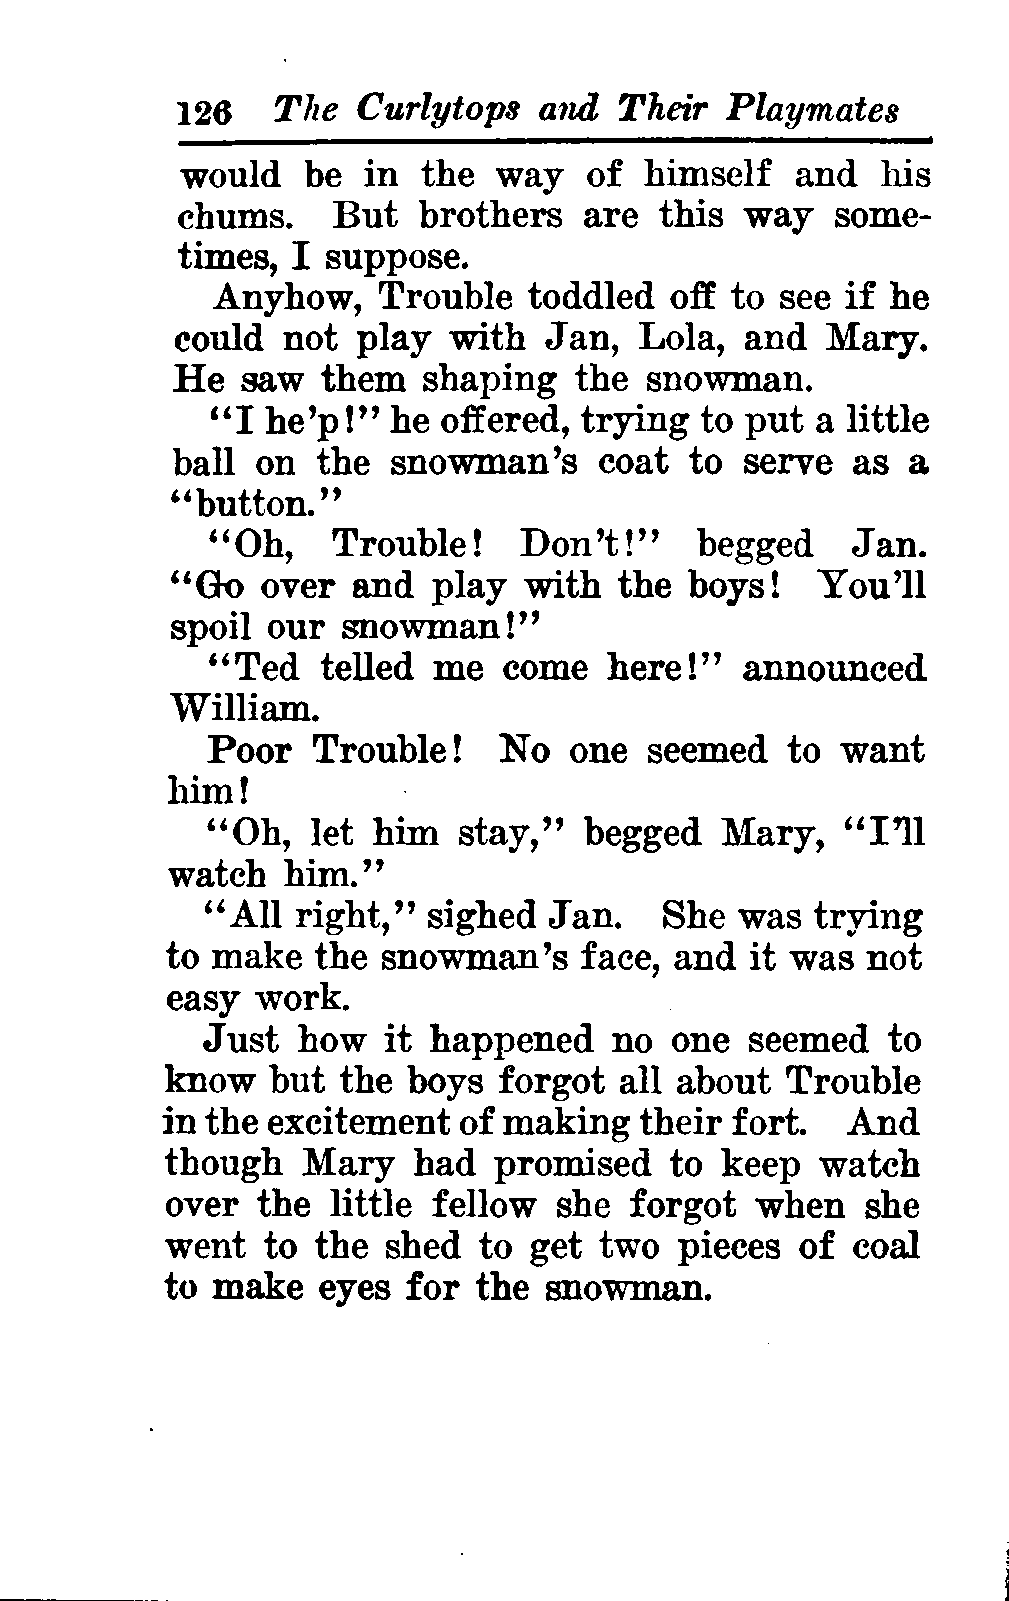 126 The Curlytops and Their Playmates
would be in the way of himself and his
chums. But brothers are this way some-
times, I suppose.
Anyhow, Trouble toddled off to see if he
could not play with Jan, Lola, and Mary.
He saw them shaping the snowman.
"I he'p!" he offered, trying to put a little
ball on the snowman's coat to serve as a
"button."
"Oh, Trouble! Don't!" begged Jan.
"Go over and play with the boys! You'll
spoil our snowman!"
"Ted telled me come here!" announced
William.
Poor Trouble! No one seemed to want
him!
"Oh, let him stay," begged Mary, "I'll
watch him."
"All right," sighed Jan. She was trying
to make the snowman's face, and it was not
easy work.
Just how it happened no one seemed to
know but the boys forgot all about Trouble
in the excitement of making their fort. And
though Mary had promised to keep watch
over the little fellow she forgot when she
went to the shed to get two pieces of coal
to make eyes for the snowman.